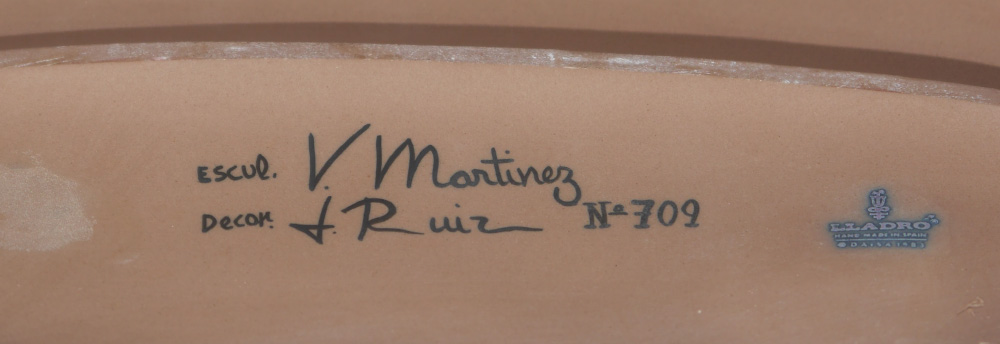 Escul. V. Martinez
Decor. J. Ruiz Nº 709
LLADRO
HAND MADE IN SPAIN